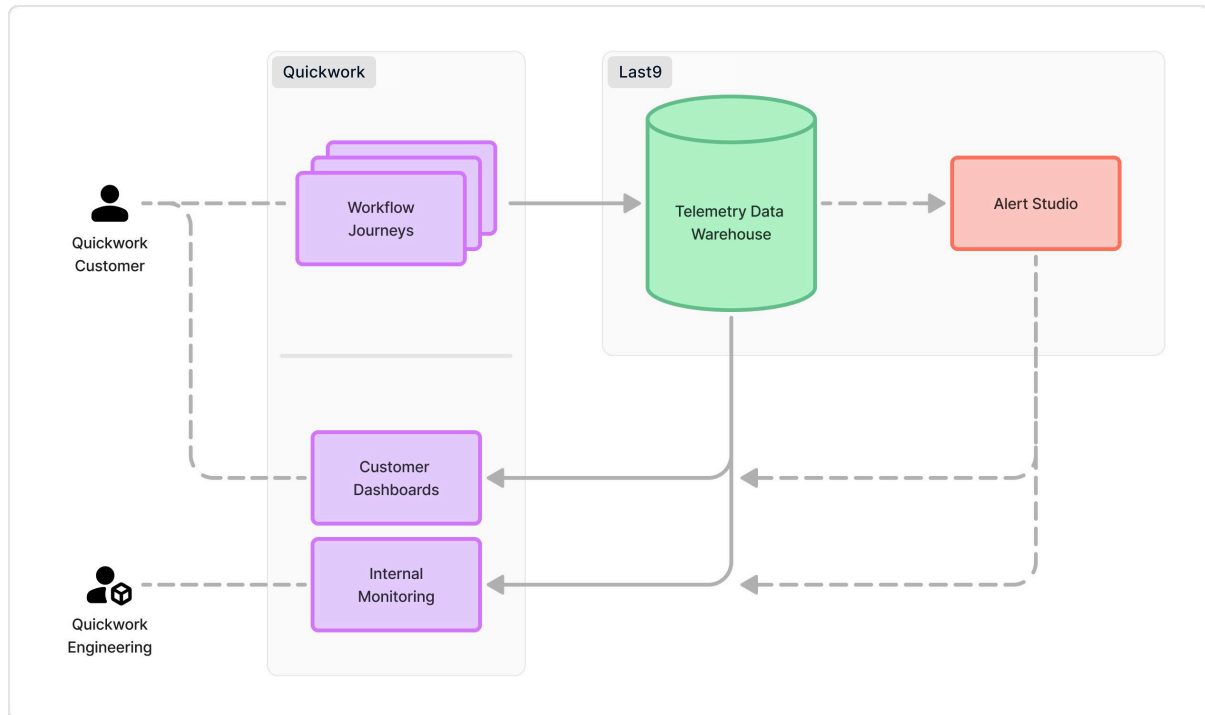 Quickwork
Last9
Workflow
Journeys
Telemetry Data
Warehouse
Alert Studio
Quickwork
Customer
Customer
Dashboards
Internal
Monitoring
Quickwork
Engineering